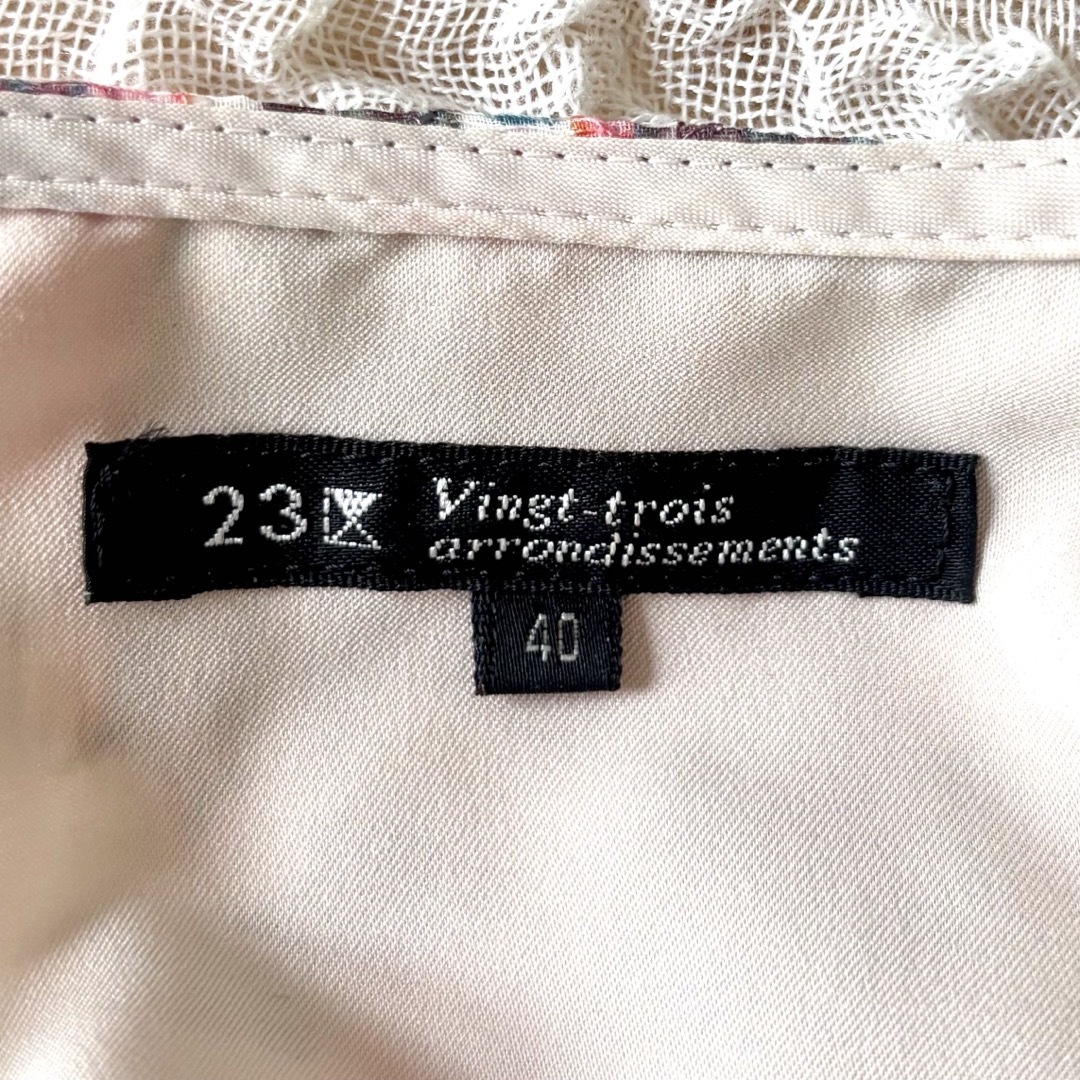 23区 Vingt-trois
arrondissements
40